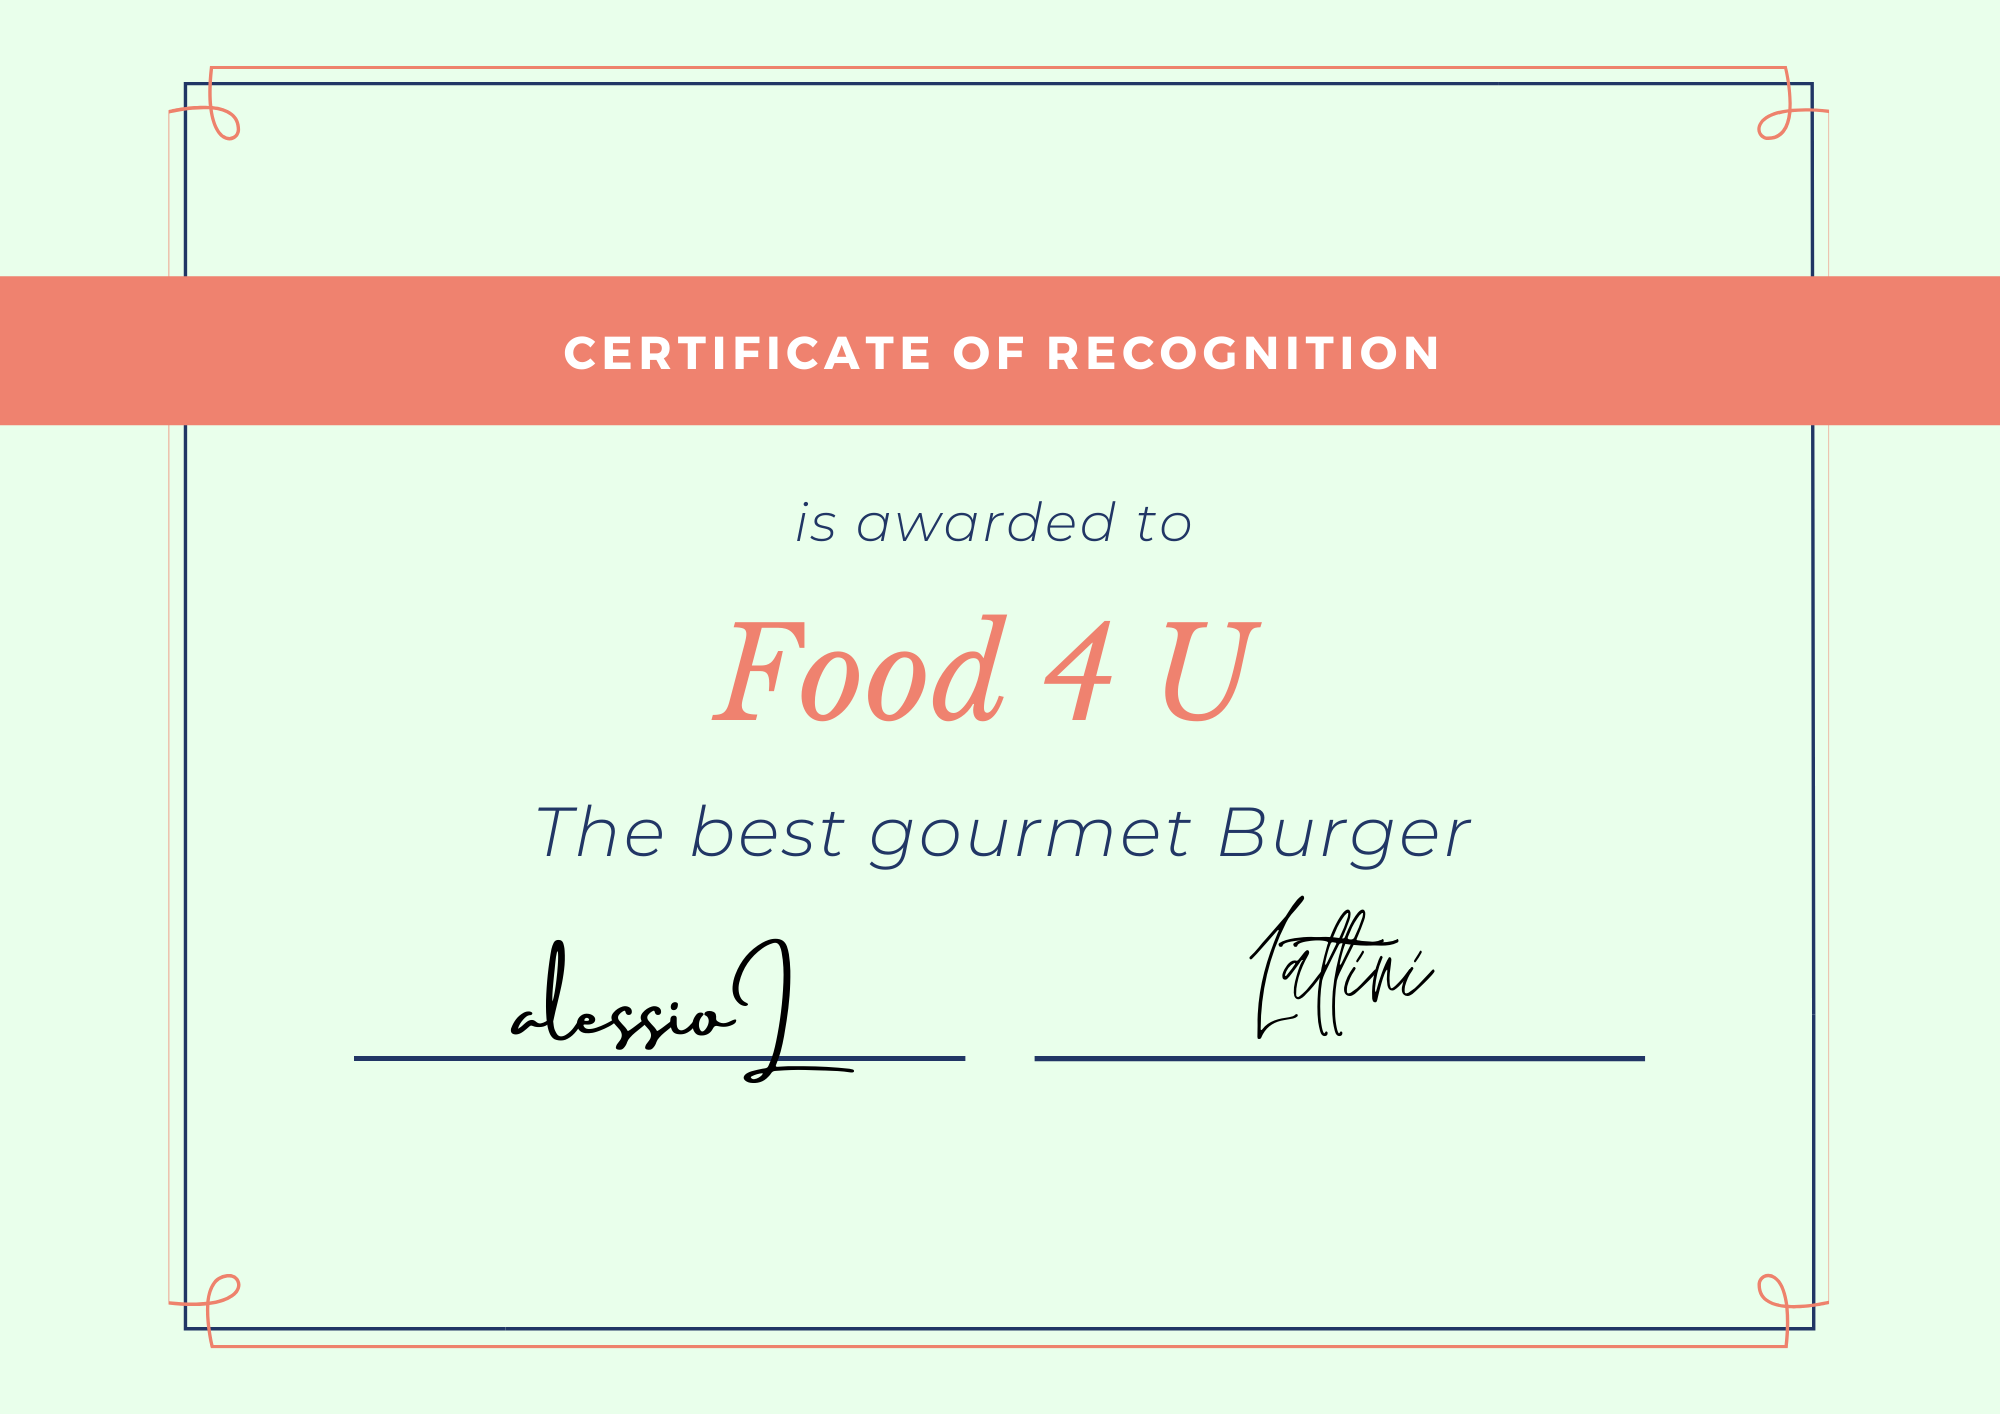 CERTIFICATE OF RECOGNITION
is awarded to
Food 4 U
The best gourmet Burger
alessio L
Lattini